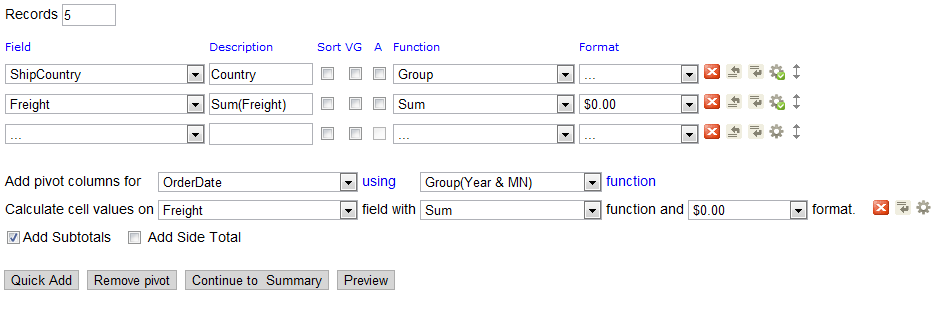 Records 5
Field Description Sort VG A Function Format
ShipCountry Country Group ...
Freight Sum(Freight) Sum $0.00
... ... ...
Add pivot columns for OrderDate using Group(Year & MN) function
Calculate cell values on Freight field with Sum function and $0.00 format.
Add Subtotals Add Side Total
Quick Add Remove pivot Continue to Summary Preview